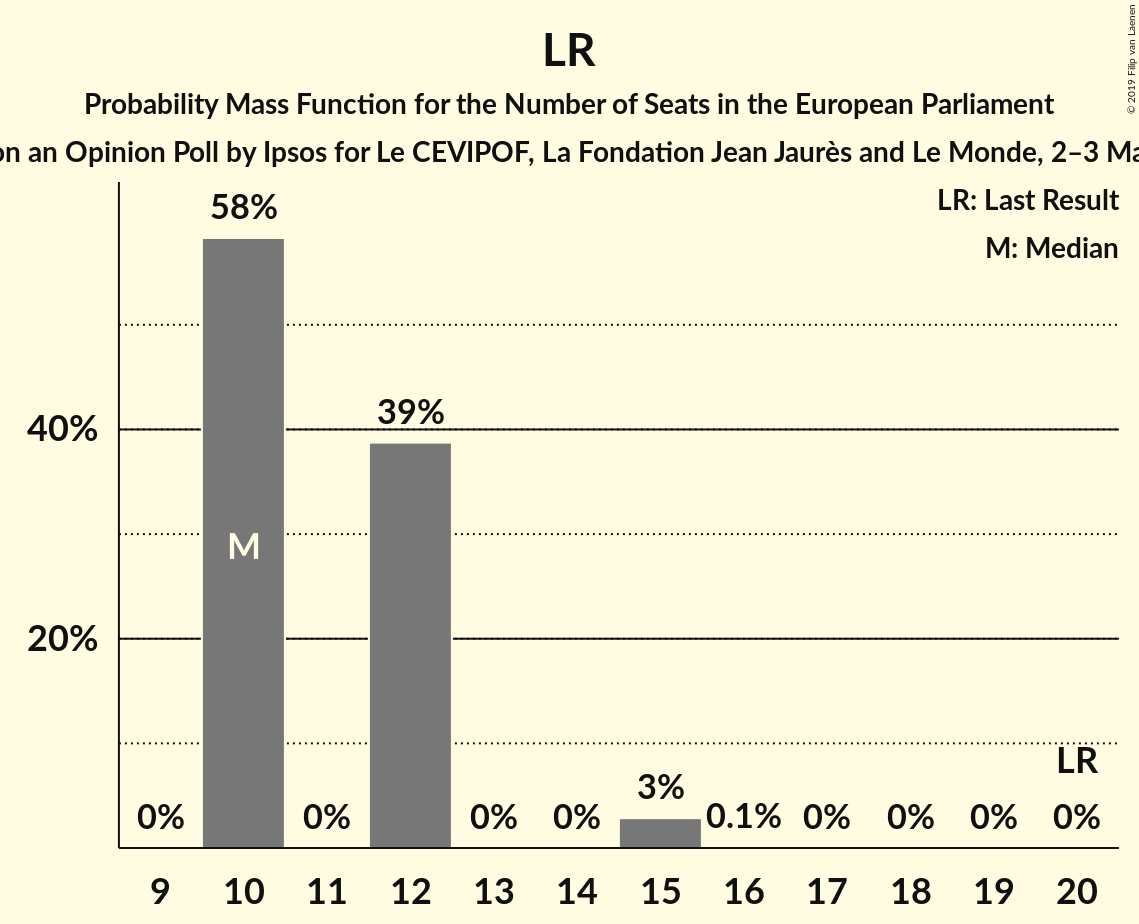 LR
Probability Mass Function for the Number of Seats in the European Parliament
on an Opinion Poll by Ipsos for Le CEVIPOF, La Fondation Jean Jaurès and Le Monde, 2–3 Ma
© 2019 Filip van Laenen
LR: Last Result
M: Median
58%
39%
40%
M
20%
LR
3%
0% 0% 0% 0% 0.1% 0% 0% 0% 0%
9 10 11 12 13 14 15 16 17 18 19 20